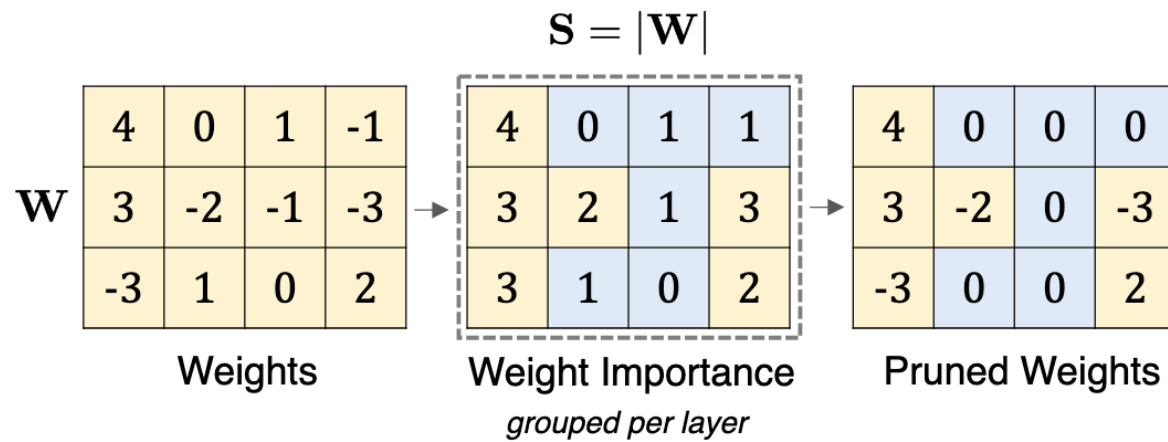 S = |W|
4 0 1 -1 4 0 1 1 4 0 0 0
W 3 -2 -1 -3 3 2 1 3 3 -2 0 -3
-3 1 0 2 3 1 0 2 -3 0 0 2
Weights Weight Importance Pruned Weights
grouped per layer